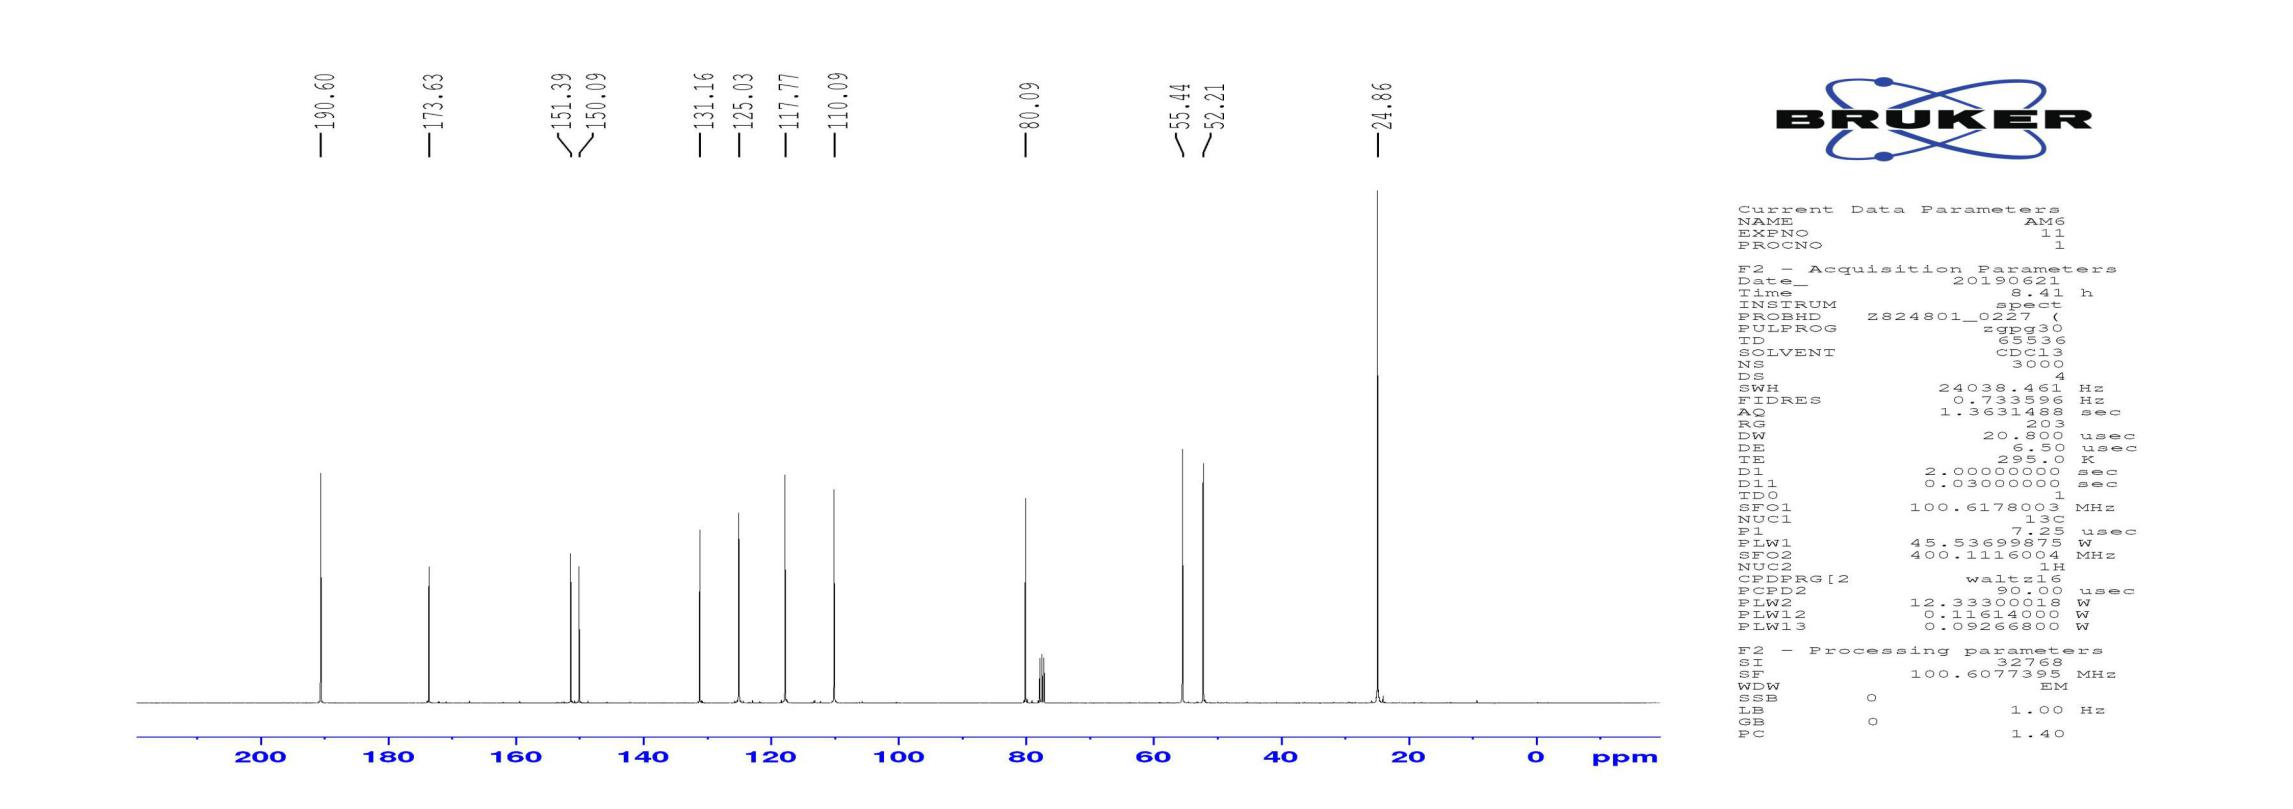 190.60
173.63
151.39
150.09
131.16
125.03
117.77
110.09
80.09
55.44
52.21
24.86
200 180 160 140 120 100 80 60 40 20 0 ppm
BRUKER
Current Data Parameters
NAME AM6
EXPNO 11
PROCNO 1
F2 - Acquisition Parameters
Date_ 20190621
Time 8.41 h
INSTRUM spect
PROBHD Z824801_0227 (
PULPROG zgpg30
TD 65536
SOLVENT CDCl3
NS 3000
DS 4
SWH 24038.461 Hz
FIDRES 0.733596 Hz
AQ 1.3631488 sec
RG 203
DW 20.800 usec
DE 6.50 usec
TE 295.0 K
D1 2.00000000 sec
D11 0.03000000 sec
TD0 1
SFO1 100.6178003 MHz
NUC1 13C
P1 7.25 usec
PLW1 45.53699875 W
SFO2 400.1116004 MHz
NUC2 1H
CPDPRG[2 waltz16
PCPD2 90.00 usec
PLW2 12.33300018 W
PLW12 0.11614000 W
PLW13 0.09266800 W
F2 - Processing parameters
SI 32768
SF 100.6077395 MHz
WDW EM
SSB 0
LB 1.00 Hz
GB 0
PC 1.40